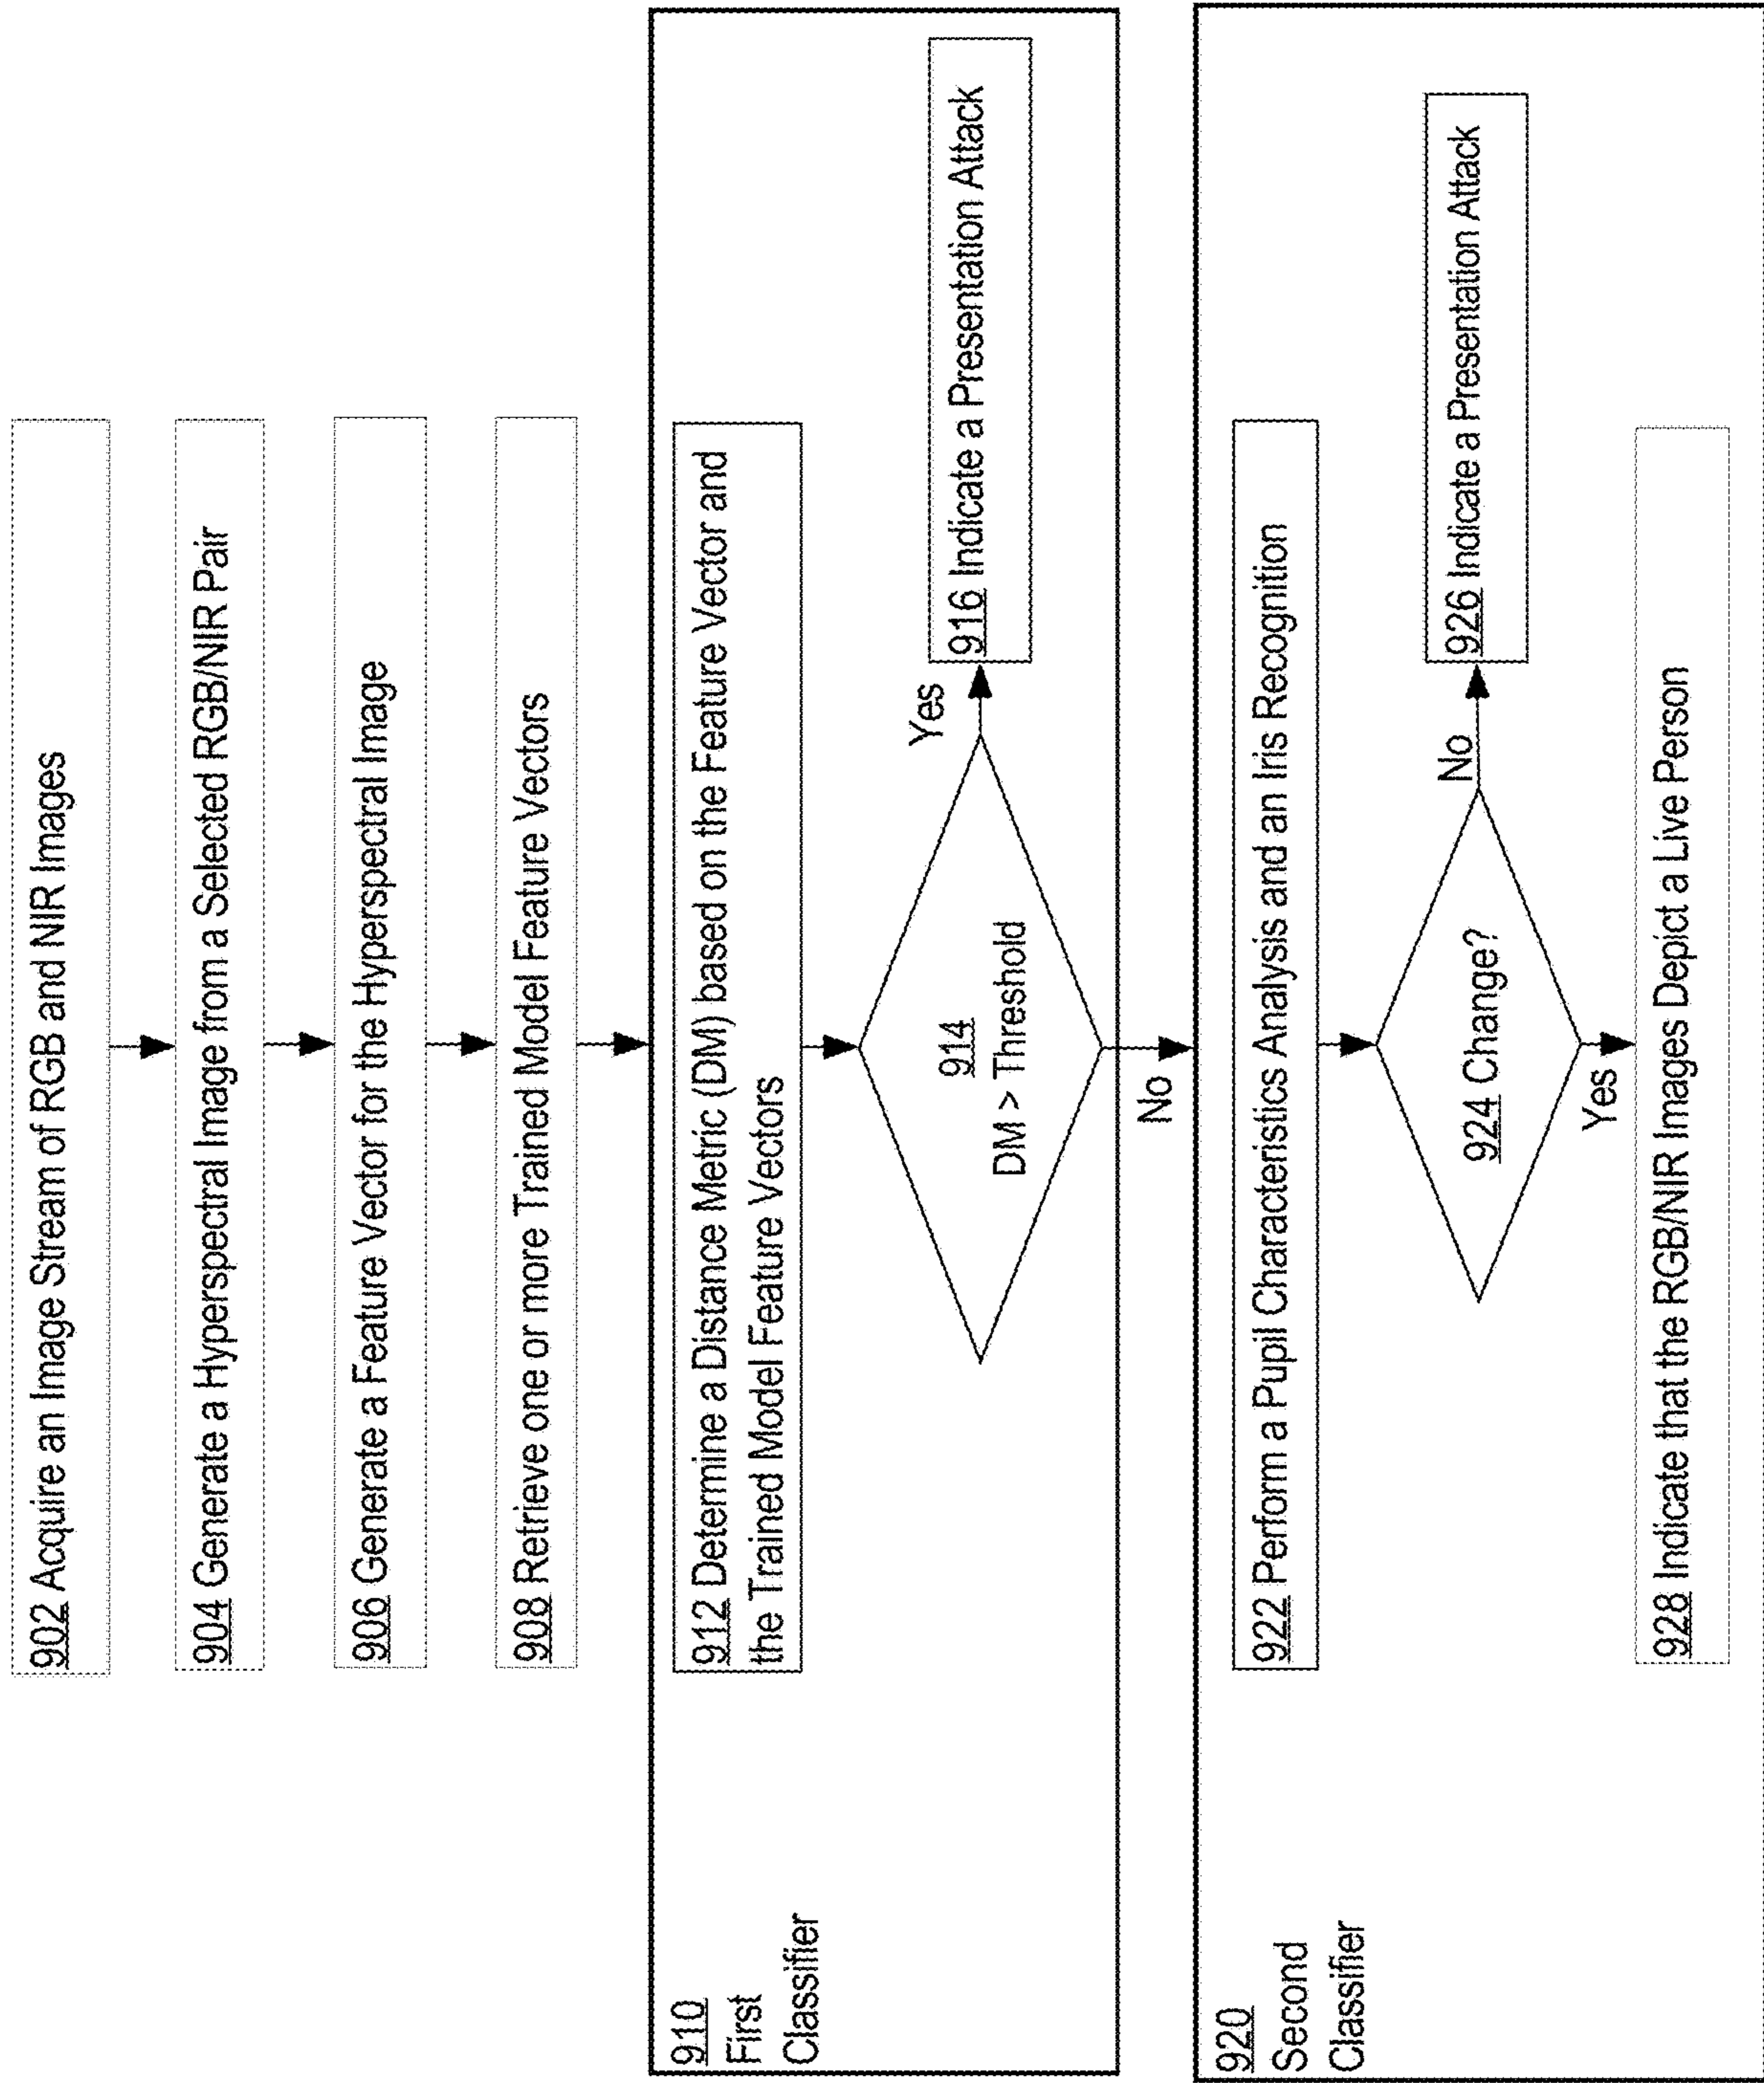 902 Acquire an Image Stream of RGB and NIR Images
904 Generate a Hyperspectral Image from a Selected RGB/NIR Pair
906 Generate a Feature Vector for the Hyperspectral Image
908 Retrieve one or more Trained Model Feature Vectors
910
First
Classifier
912 Determine a Distance Metric (DM) based on the Feature Vector and
the Trained Model Feature Vectors
914
DM > Threshold
Yes
916 Indicate a Presentation Attack
No
920
Second
Classifier
922 Perform a Pupil Characteristics Analysis and an Iris Recognition
924 Change?
No
926 Indicate a Presentation Attack
Yes
928 Indicate that the RGB/NIR Images Depict a Live Person